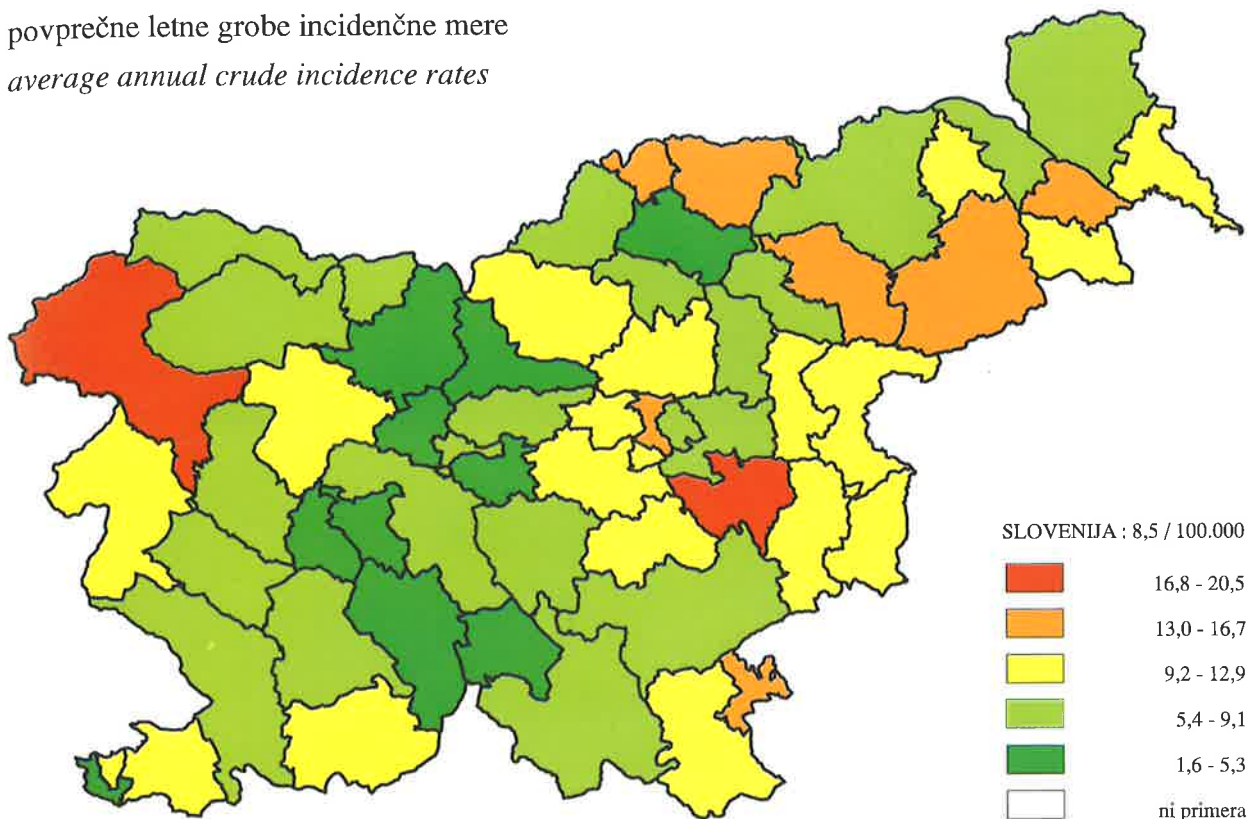 povprečne letne grobe incidenčne mere
average annual crude incidence rates
SLOVENIJA : 8,5 / 100.000
16,8 - 20,5
13,0 - 16,7
9,2 - 12,9
5,4 - 9,1
1,6 - 5,3
ni primera